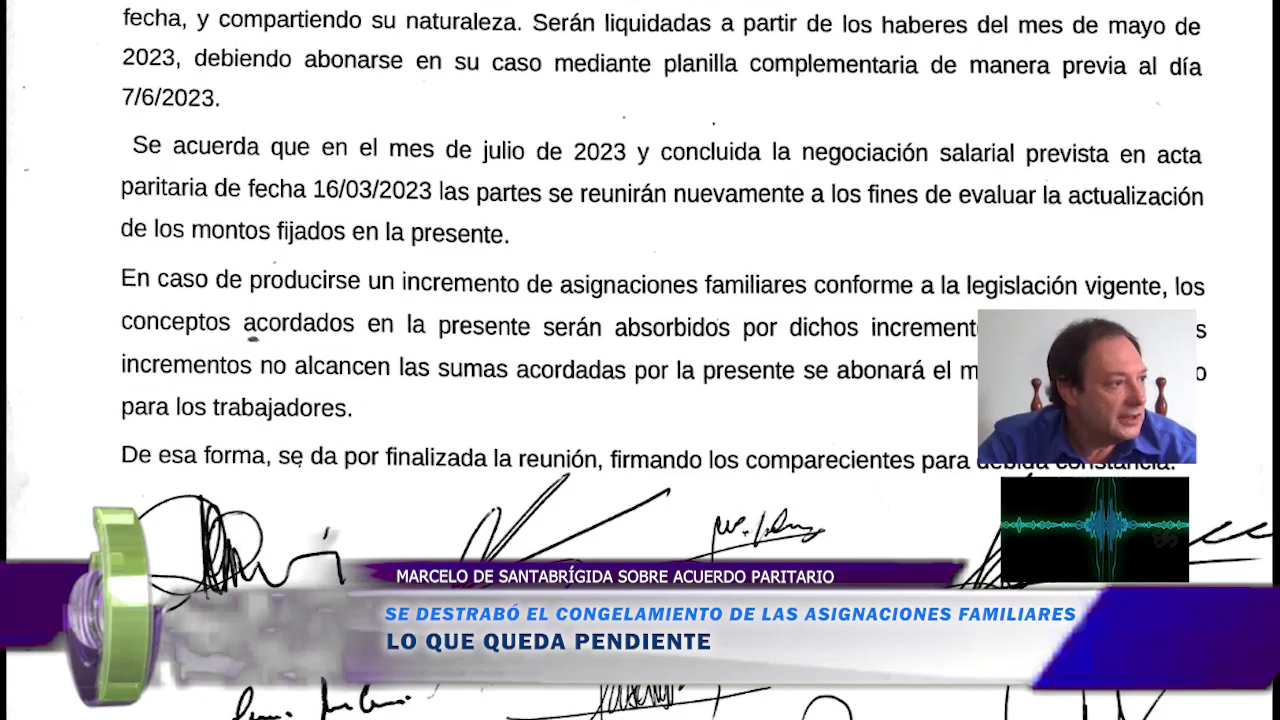 fecha, y compartiendo su naturaleza. Serán liquidadas a partir de los haberes del mes de mayo de
2023, debiendo abonarse en su caso mediante planilla complementaria de manera previa al día
7/6/2023.
Se acuerda que en el mes de julio de 2023 y concluida la negociación salarial prevista en acta
paritaria de fecha 16/03/2023 las partes se reunirán nuevamente a los fines de evaluar la actualización
de los montos fijados en la presente.
En caso de producirse un incremento de asignaciones familiares conforme a la legislación vigente, los
conceptos acordados en la presente serán absorbidos por dichos
incrementos no alcancen las sumas acordadas por la presente se abonará el
para los trabajadores.
De esa forma, se da por finalizada la reunión, firmando los comparecientes para debida constancia.
MARCELO DE SANTABRÍGIDA SOBRE ACUERDO PARITARIO
SE DESTRABÓ EL CONGELAMIENTO DE LAS ASIGNACIONES FAMILIARES
LO QUE QUEDA PENDIENTE